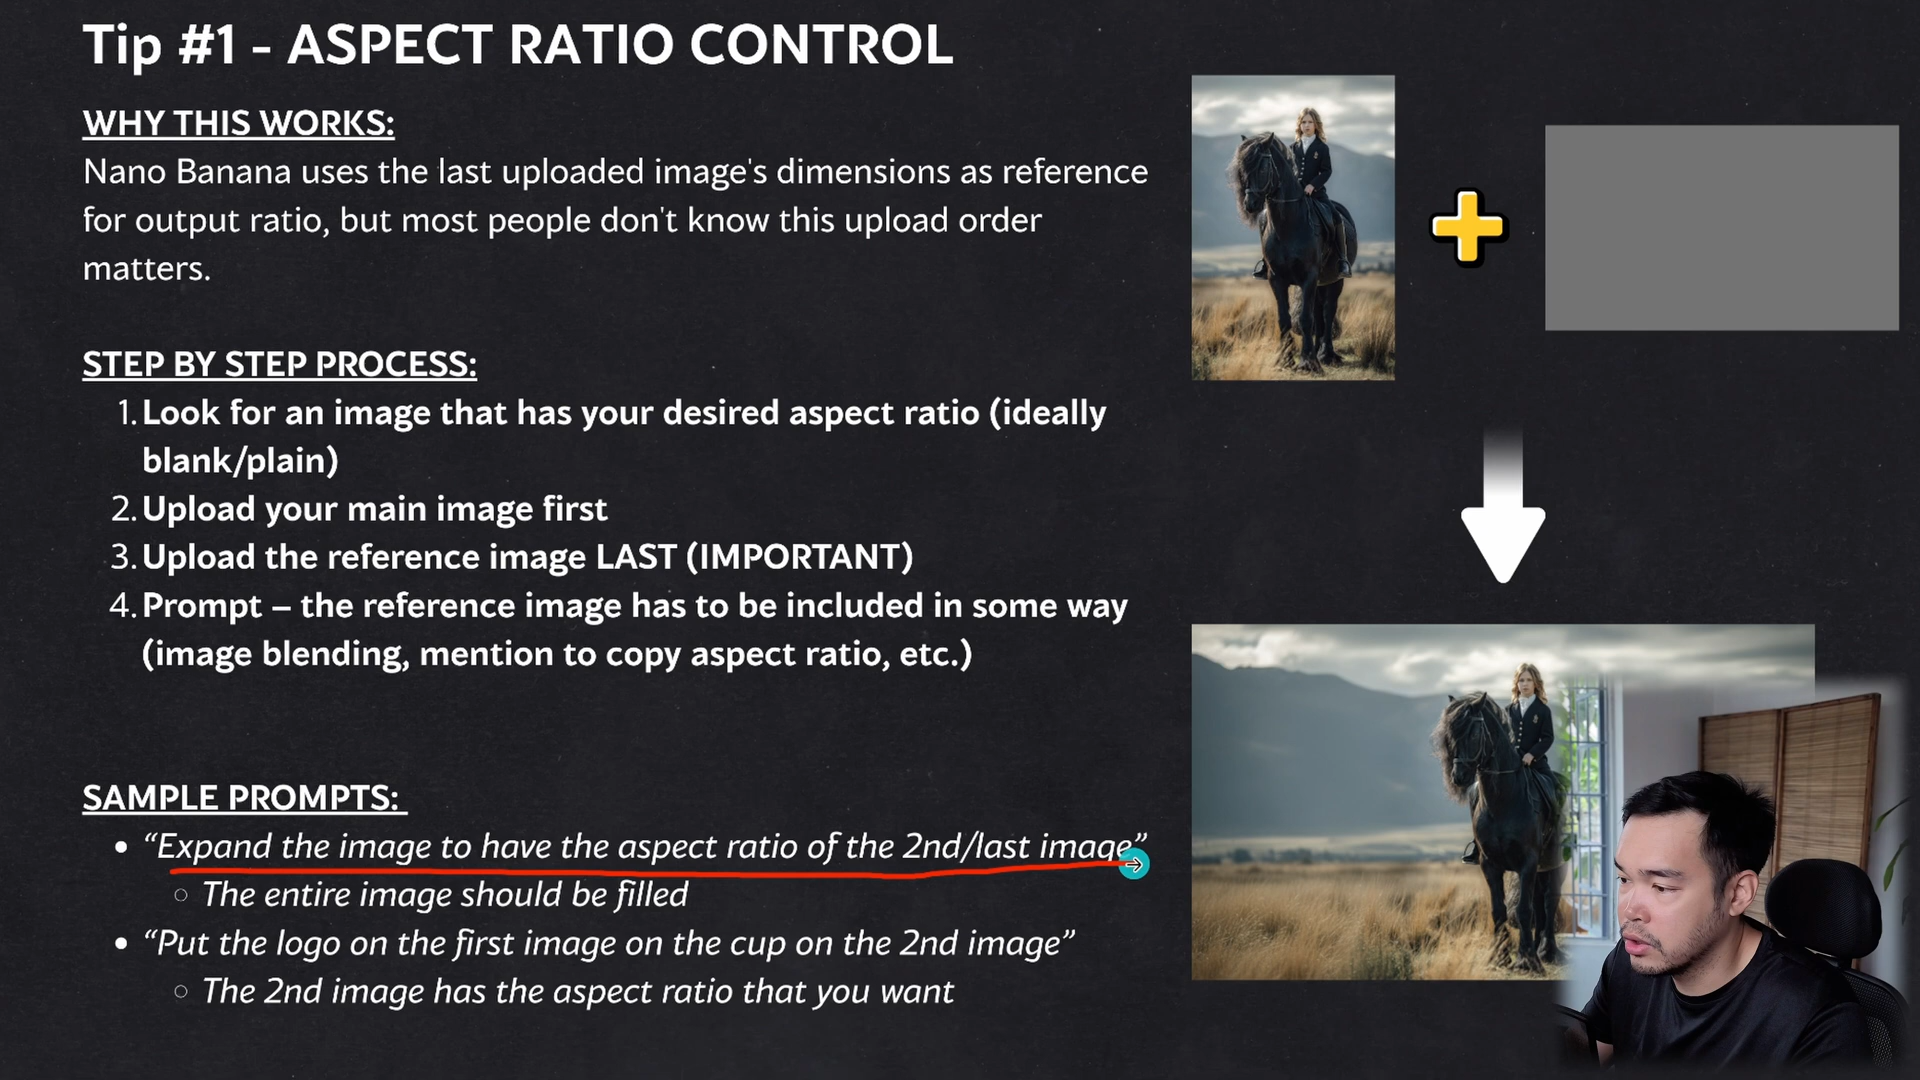 Tip #1 - ASPECT RATIO CONTROL
WHY THIS WORKS:
Nano Banana uses the last uploaded image's dimensions as reference
for output ratio, but most people don't know this upload order
matters.
STEP BY STEP PROCESS:
1. Look for an image that has your desired aspect ratio (ideally
blank/plain)
2. Upload your main image first
3. Upload the reference image LAST (IMPORTANT)
4. Prompt – the reference image has to be included in some way
(image blending, mention to copy aspect ratio, etc.)
SAMPLE PROMPTS:
• “Expand the image to have the aspect ratio of the 2nd/last image”
○ The entire image should be filled
• “Put the logo on the first image on the cup on the 2nd image”
○ The 2nd image has the aspect ratio that you want